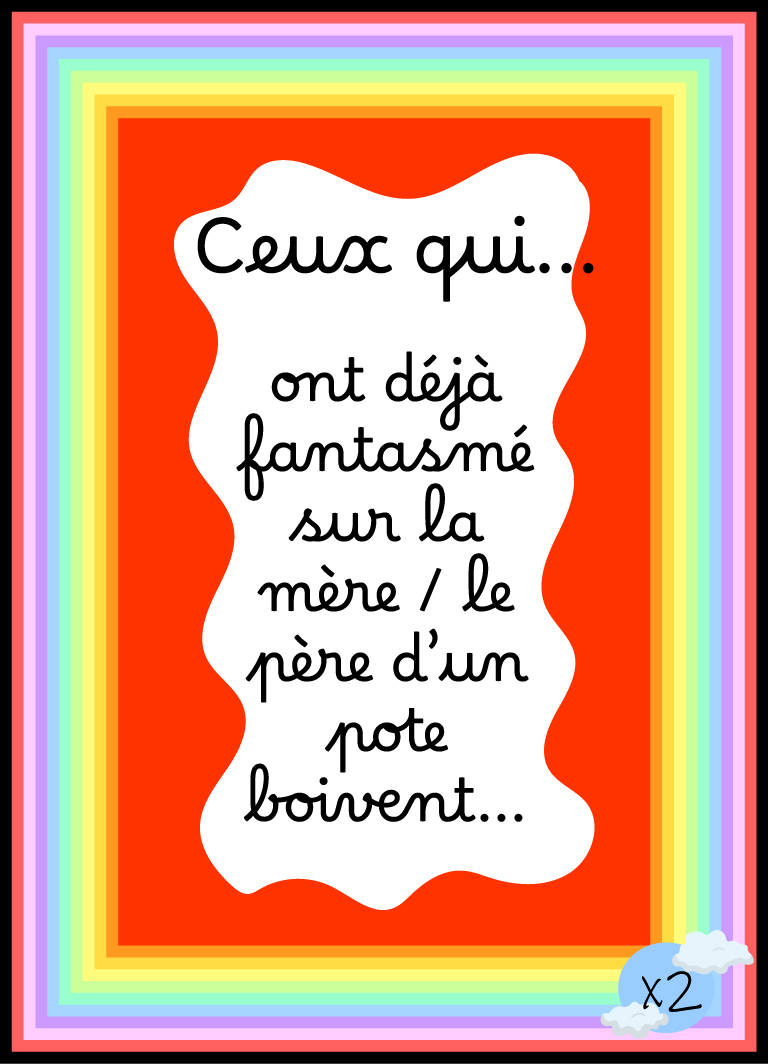 Ceux qui...
ont déjà
fantasmé
sur la
mère / le
père d'un
pote
boivent...
x2